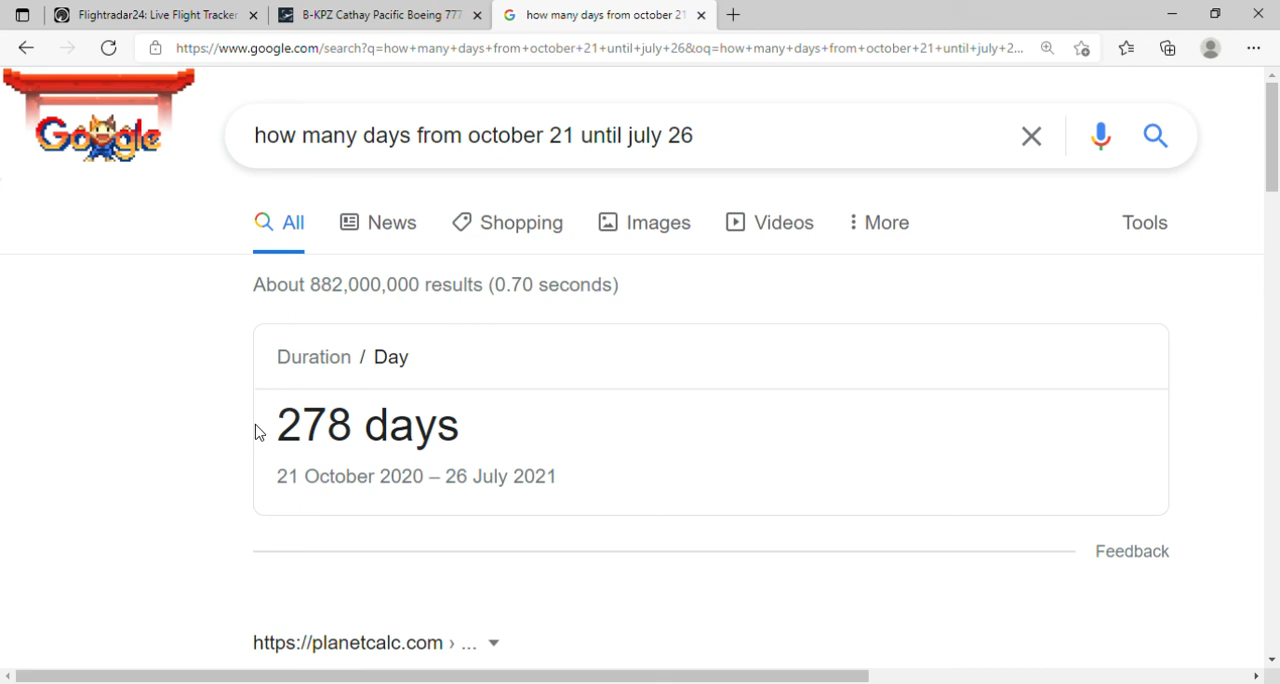 Flightradar24: Live Flight Tracker
B-KPZ Cathay Pacific Boeing 777
how many days from october 21
https://www.google.com/search?q=how+many+days+from+october+21+until+july+26&oq=how+many+days+from+october+21+until+july+2...
Google
how many days from october 21 until july 26
All
News
Shopping
Images
Videos
More
Tools
About 882,000,000 results (0.70 seconds)
Duration / Day
278 days
21 October 2020 – 26 July 2021
Feedback
https://planetcalc.com › ...